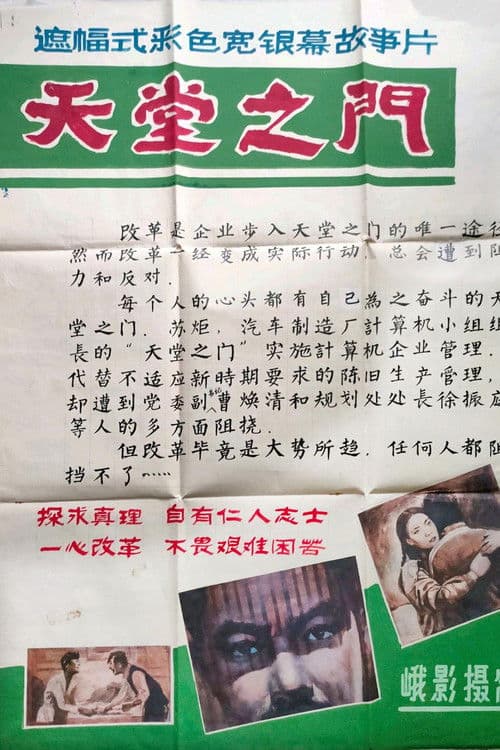 遮幅式彩色宽银幕故事片
天堂之門
改革是企业步入天堂之门的唯一途径
然而改革一经变成实际行动,总会遭到阻
力和反对.
每个人的心头都有自己為之奋斗的天
堂之门.苏炬,汽车制造厂計算机小组组
長的“天堂之门”实施計算机企业管理.
代替不适应新時期要求的陈旧生产管理,
却遭到党委副书记曹焕清和规划处处長徐振应
等人的多方面阻挠.
但改革毕竟是大势所趋,任何人都阻
挡不了……
探求真理 自有仁人志士
一心改革 不畏艰难困苦
峨影摄